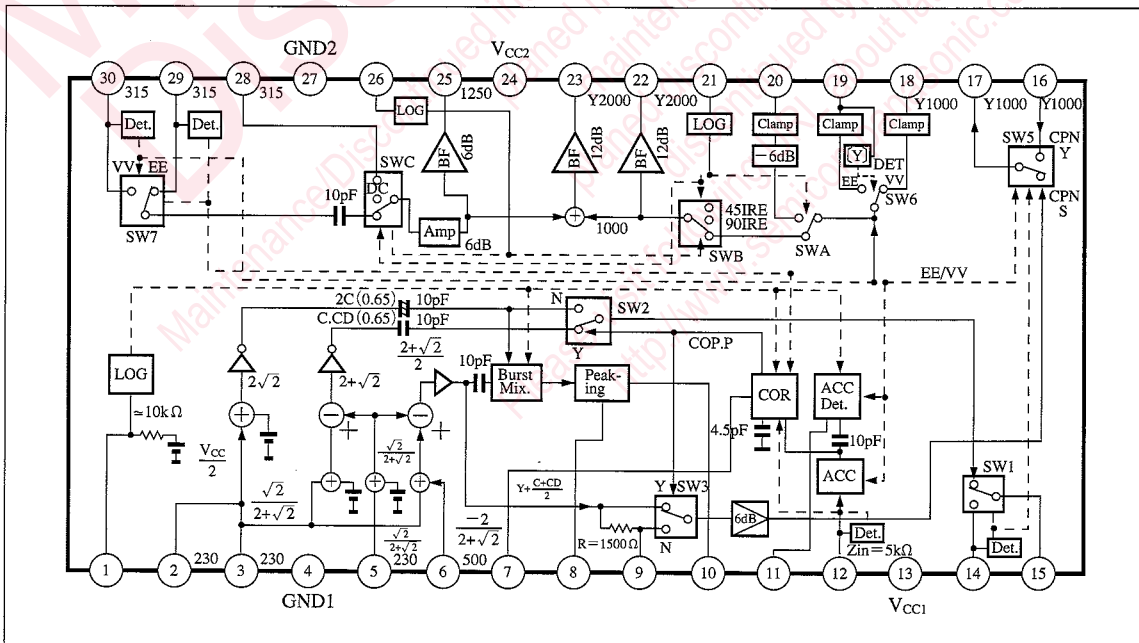 GND2
VCC2
30
29
28
27
26
25
24
23
22
21
20
19
18
17
16
315
315
315
1250
Y2000
Y2000
Y1000
Y1000
Y1000
Det.
Det.
LOG
BF
6dB
BF
12dB
BF
12dB
LOG
Clamp
Clamp
Clamp
−6dB
[Y]
DET
SW5
CPN
Y
CPN
S
VV
EE
SW7
SWC
DC
10pF
Amp
6dB
+
1000
45IRE
90IRE
SWB
SWA
EE
VV
SW6
EE/VV
2C(0.65)
10pF
C.CD(0.65)
10pF
N
SW2
Y
COP.P
LOG
≃10kΩ
2√2
2+√2
2+√2
2
10pF
Burst
Mix.
Peak-
ing
COR
4.5pF
ACC
Det.
10pF
ACC
SW1
VCC
2
√2
2+√2
√2
2+√2
√2
2+√2
−2
2+√2
Y+C+CD
2
Y
SW3
N
R=1500Ω
6dB
Det.
Zin=5kΩ
Det.
1
2
3
4
5
6
7
8
9
10
11
12
13
14
15
230
230
230
500
GND1
VCC1